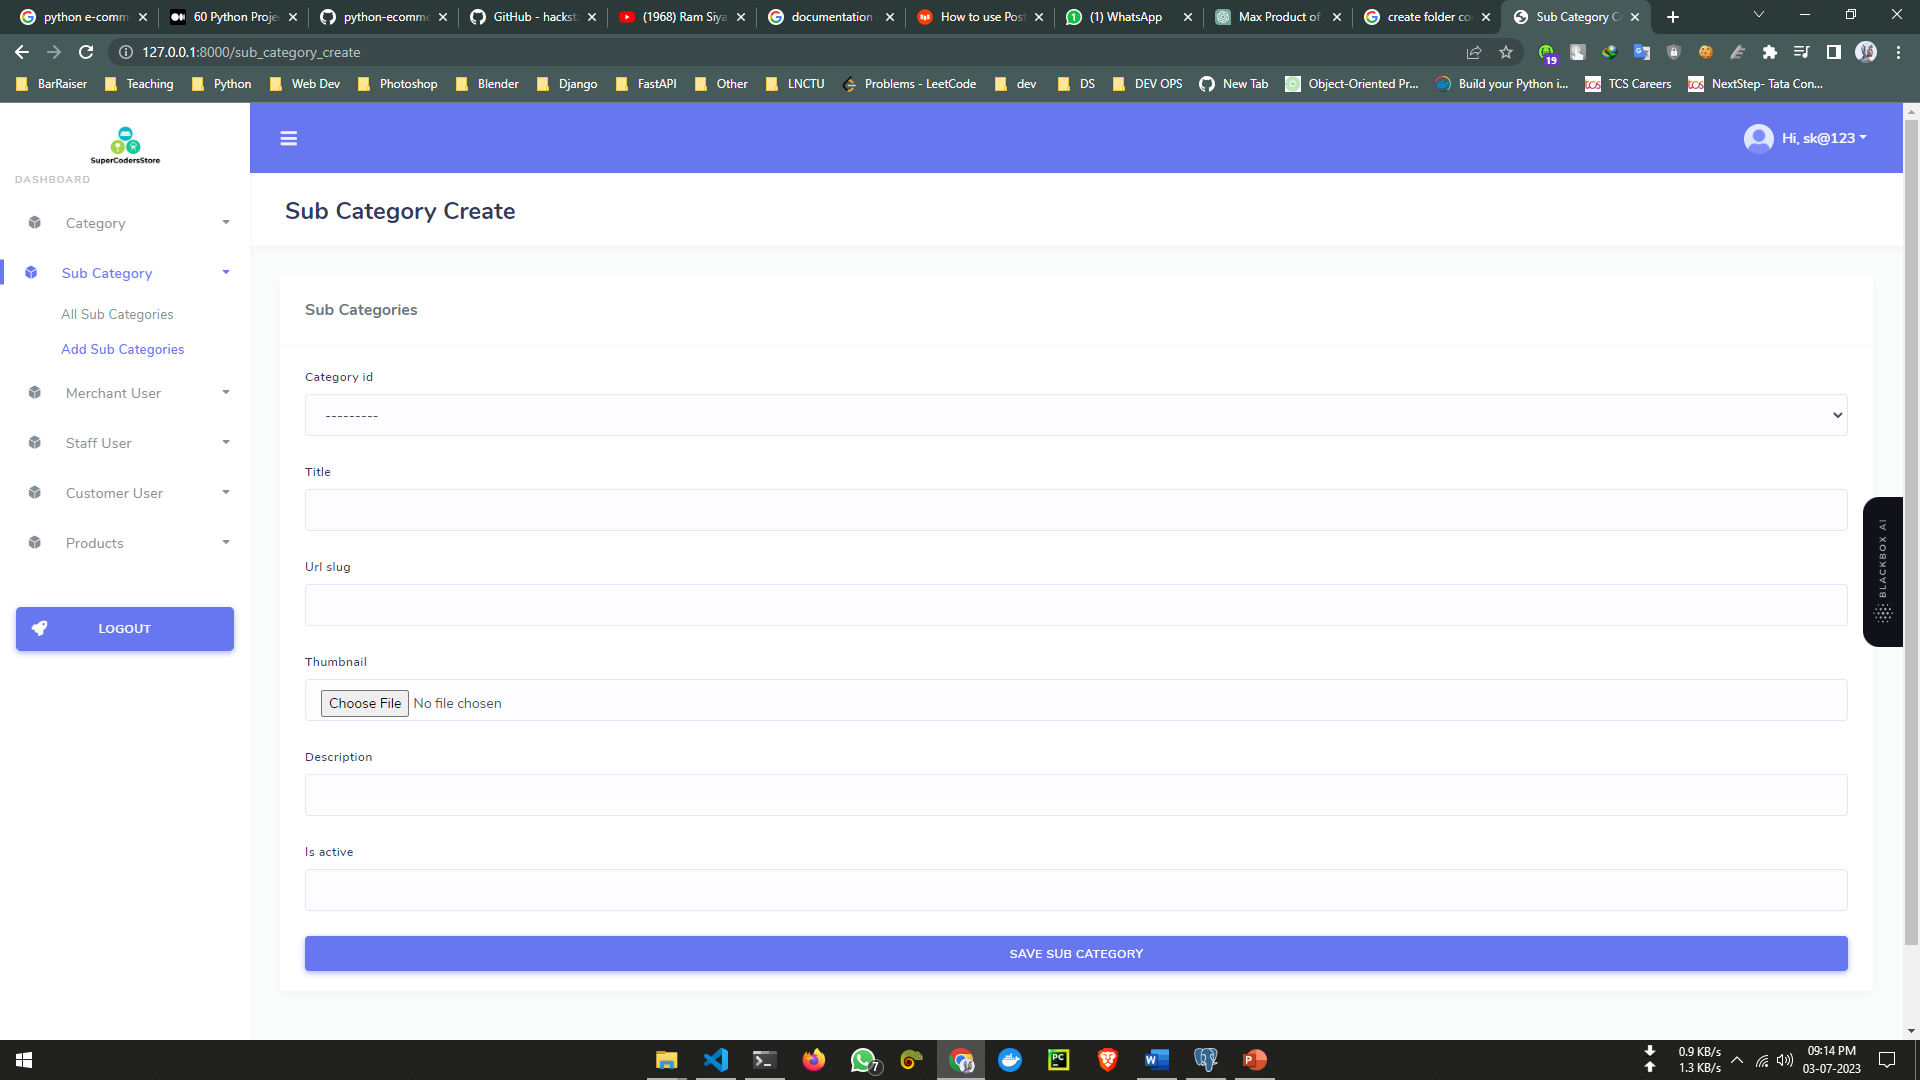 python e-comm
60 Python Proje
python-ecomme
GitHub - hacksta
(1968) Ram Siya
documentation
How to use Post
(1) WhatsApp
Max Product of
create folder co
Sub Category C
127.0.0.1:8000/sub_category_create
19
BarRaiser
Teaching
Python
Web Dev
Photoshop
Blender
Django
FastAPI
Other
LNCTU
Problems - LeetCode
dev
DS
DEV OPS
New Tab
Object-Oriented Pr...
Build your Python i...
TCS Careers
NextStep- Tata Con...
SuperCodersStore
DASHBOARD
Category
Sub Category
All Sub Categories
Add Sub Categories
Merchant User
Staff User
Customer User
Products
LOGOUT
Hi, sk@123
Sub Category Create
Sub Categories
Category id
---------
Title
Url slug
Thumbnail
Choose File No file chosen
Description
Is active
SAVE SUB CATEGORY
BLACKBOX AI
7
0.9 KB/s
1.3 KB/s
09:14 PM
03-07-2023